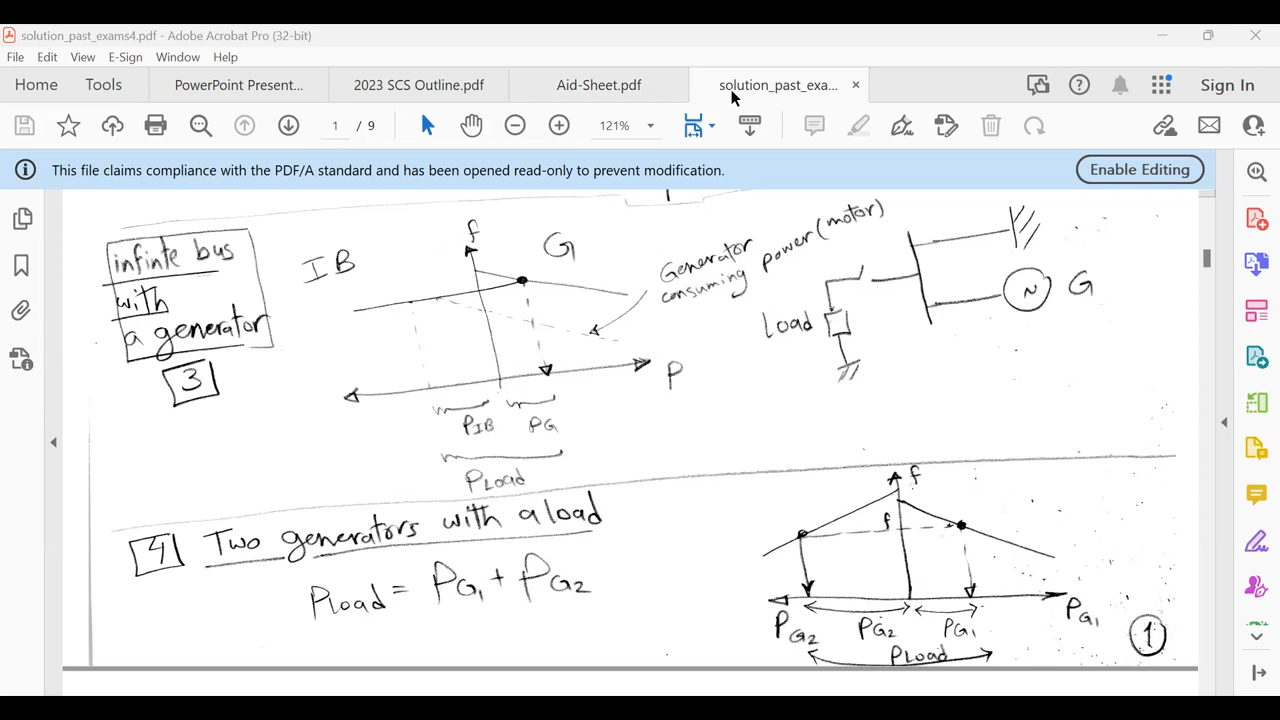 solution_past_exams4.pdf - Adobe Acrobat Pro (32-bit)
File Edit View E-Sign Window Help
Home Tools PowerPoint Present... 2023 SCS Outline.pdf Aid-Sheet.pdf solution_past_exa... × Sign In
1 / 9 121%
This file claims compliance with the PDF/A standard and has been opened read-only to prevent modification. Enable Editing
infinte bus
with
a generator
3
IB
f
G
Generator
consuming power (motor)
P
PIB PG
PLoad
Load
N
G
4 Two generators with a load
Pload = PG1 + PG2
f
f
PG2 PG2 PG1 PG1
PLoad
1